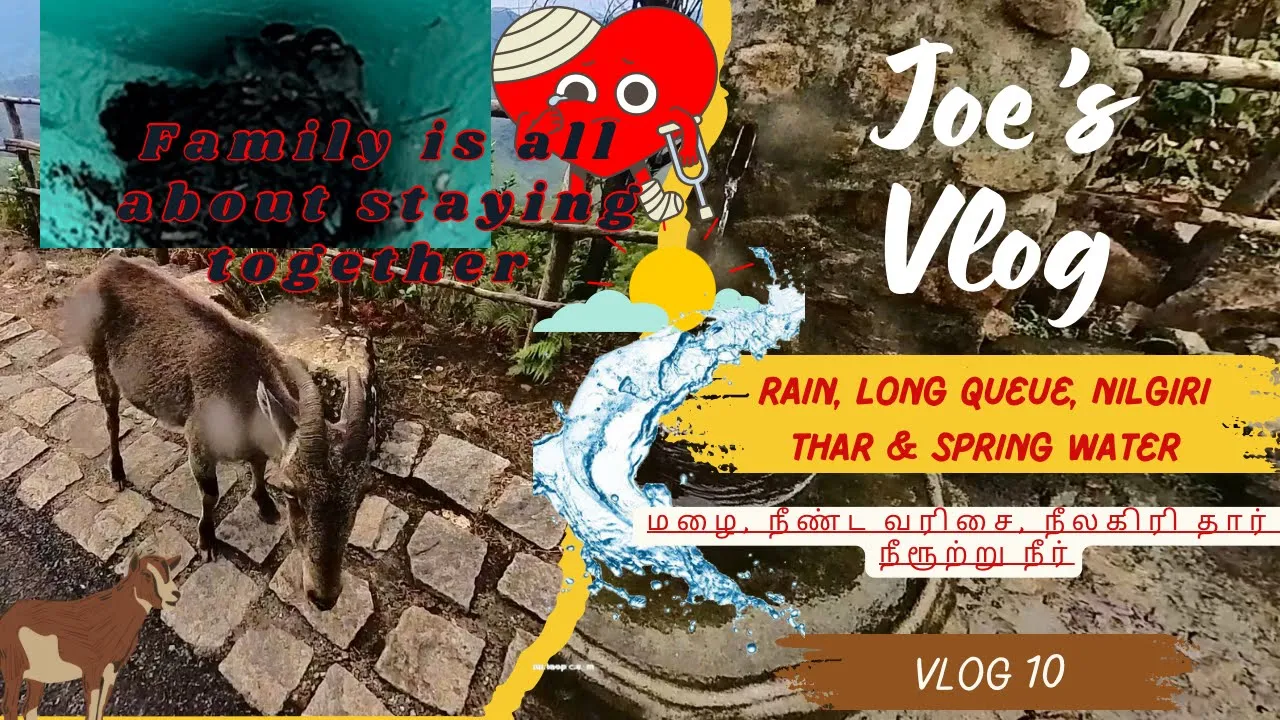 Family is all
about staying
together
Joe's
Vlog
RAIN, LONG QUEUE, NILGIRI
THAR & SPRING WATER
மழை, நீண்ட வரிசை, நீலகிரி தார்
நீரூற்று நீர்
VLOG 10